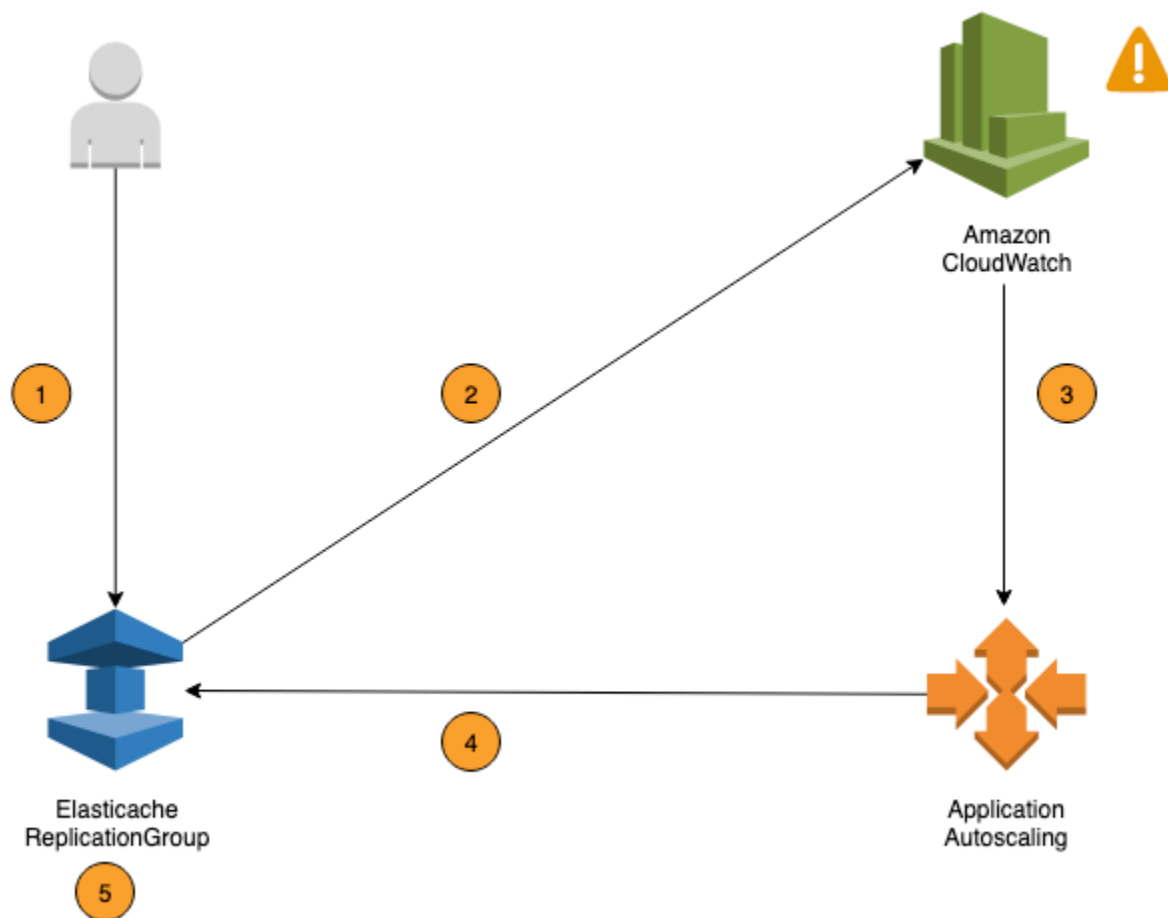 Amazon
CloudWatch
1
2
3
4
Elasticache
ReplicationGroup
Application
Autoscaling
5